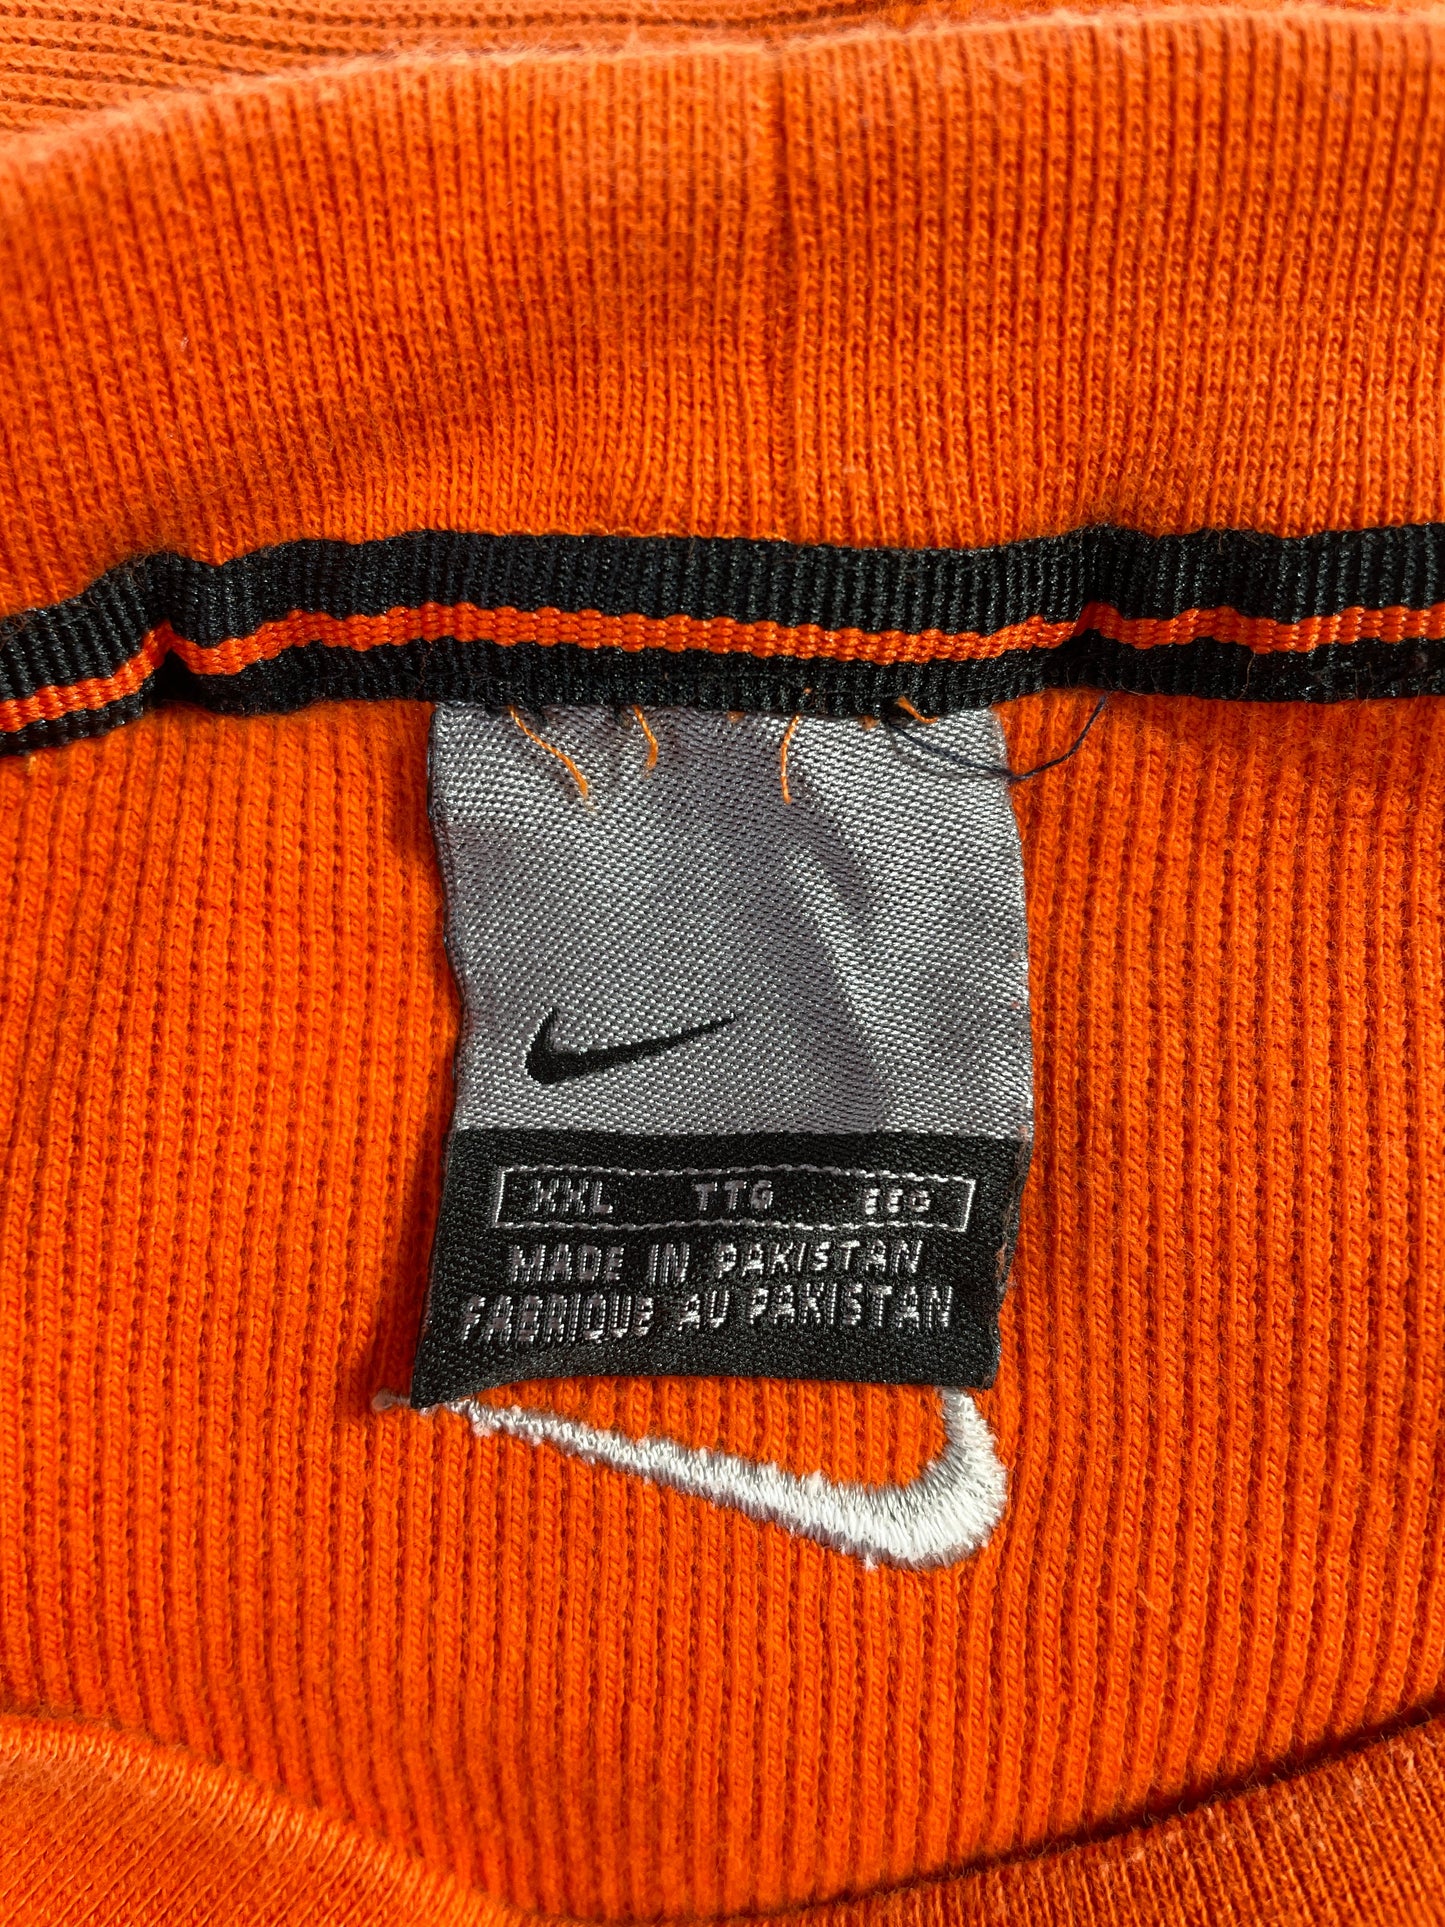 XXL TTG EEG
MADE IN PAKISTAN
FABRIQUE AU PAKISTAN